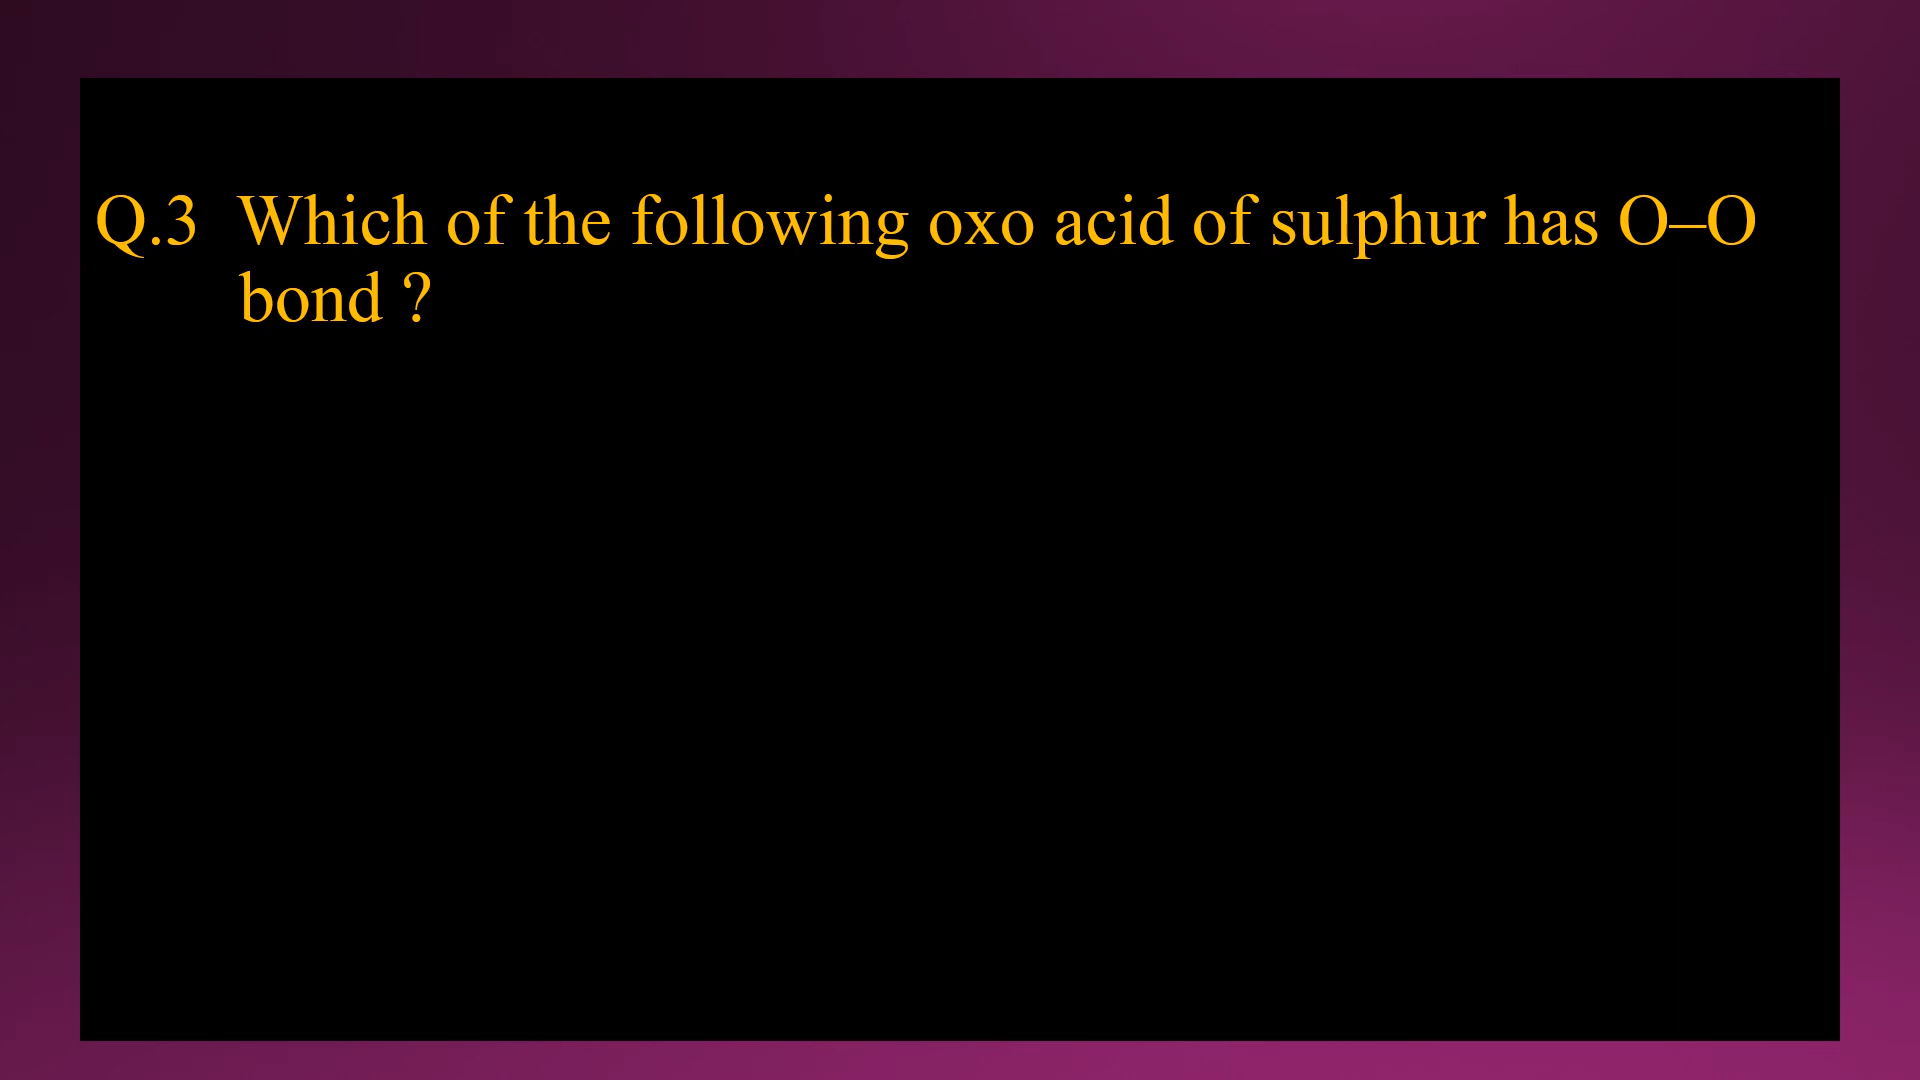 Q.3 Which of the following oxo acid of sulphur has O–O
bond ?